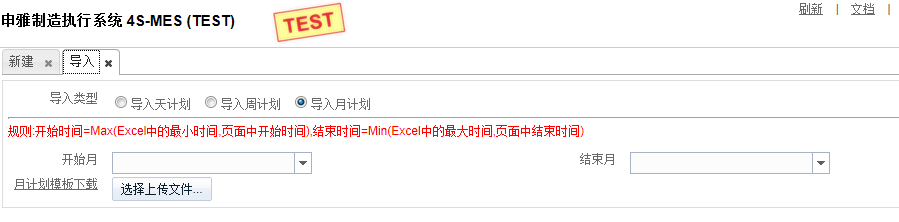 刷新 | 文档 |
申雅制造执行系统 4S-MES (TEST)
TEST
新建 导入
导入类型 导入天计划 导入周计划 导入月计划
规则:开始时间=Max(Excel中的最小时间,页面中开始时间),结束时间=Min(Excel中的最大时间,页面中结束时间)
开始月 结束月
月计划模板下载 选择上传文件...